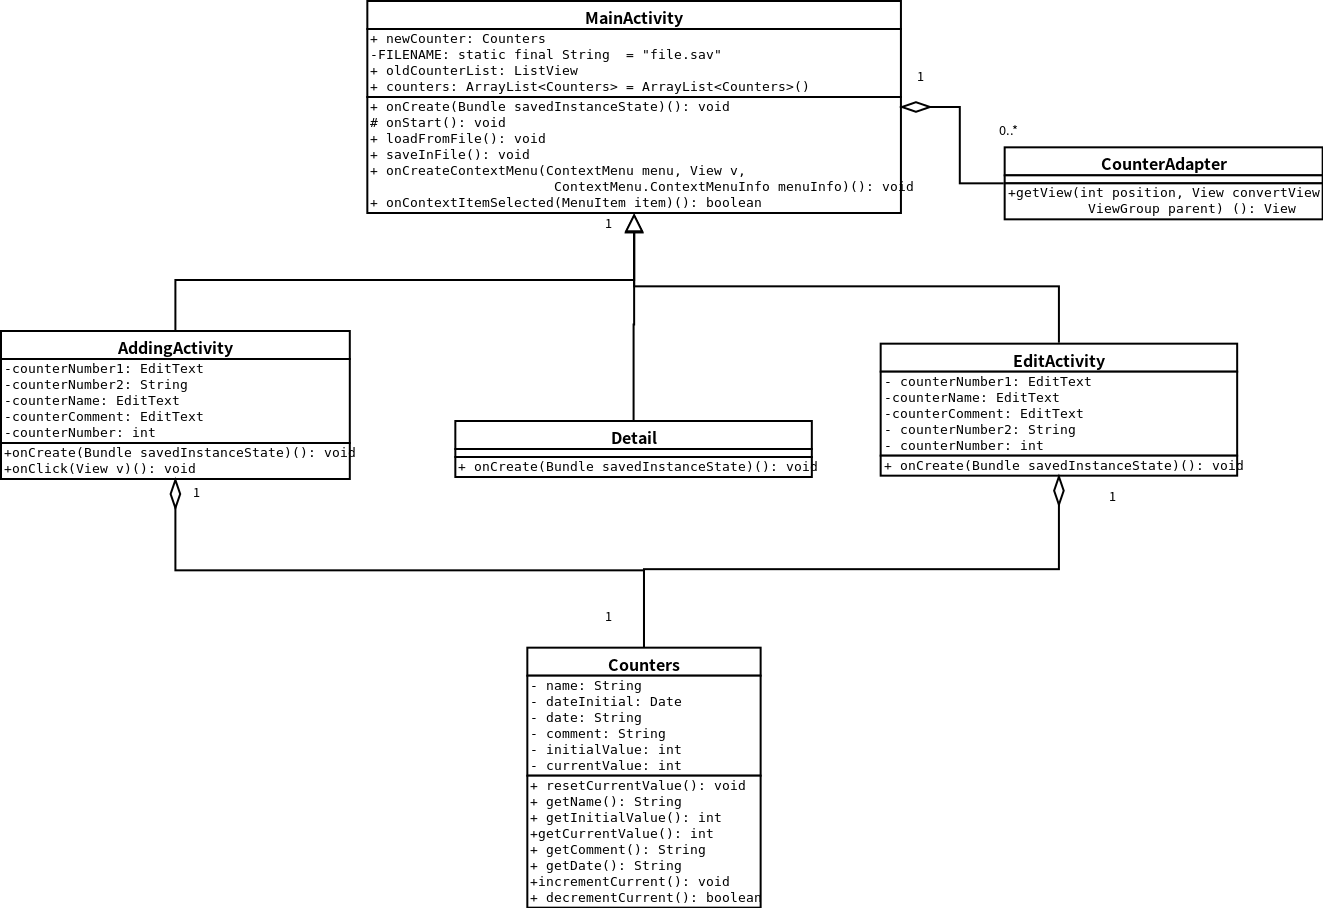 MainActivity
+ newCounter: Counters
-FILENAME: static final String  = "file.sav"
+ oldCounterList: ListView
+ counters: ArrayList<Counters> = ArrayList<Counters>()
+ onCreate(Bundle savedInstanceState)(): void
# onStart(): void
+ loadFromFile(): void
+ saveInFile(): void
+ onCreateContextMenu(ContextMenu menu, View v,
ContextMenu.ContextMenuInfo menuInfo)(): void
+ onContextItemSelected(MenuItem item)(): boolean
1
0..*
CounterAdapter
+getView(int position, View convertView
ViewGroup parent) (): View
1
AddingActivity
-counterNumber1: EditText
-counterNumber2: String
-counterName: EditText
-counterComment: EditText
-counterNumber: int
+onCreate(Bundle savedInstanceState)(): void
+onClick(View v)(): void
1
Detail
+ onCreate(Bundle savedInstanceState)(): void
EditActivity
- counterNumber1: EditText
-counterName: EditText
-counterComment: EditText
- counterNumber2: String
- counterNumber: int
+ onCreate(Bundle savedInstanceState)(): void
1
1
Counters
- name: String
- dateInitial: Date
- date: String
- comment: String
- initialValue: int
- currentValue: int
+ resetCurrentValue(): void
+ getName(): String
+ getInitialValue(): int
+getCurrentValue(): int
+ getComment(): String
+ getDate(): String
+incrementCurrent(): void
+ decrementCurrent(): boolean